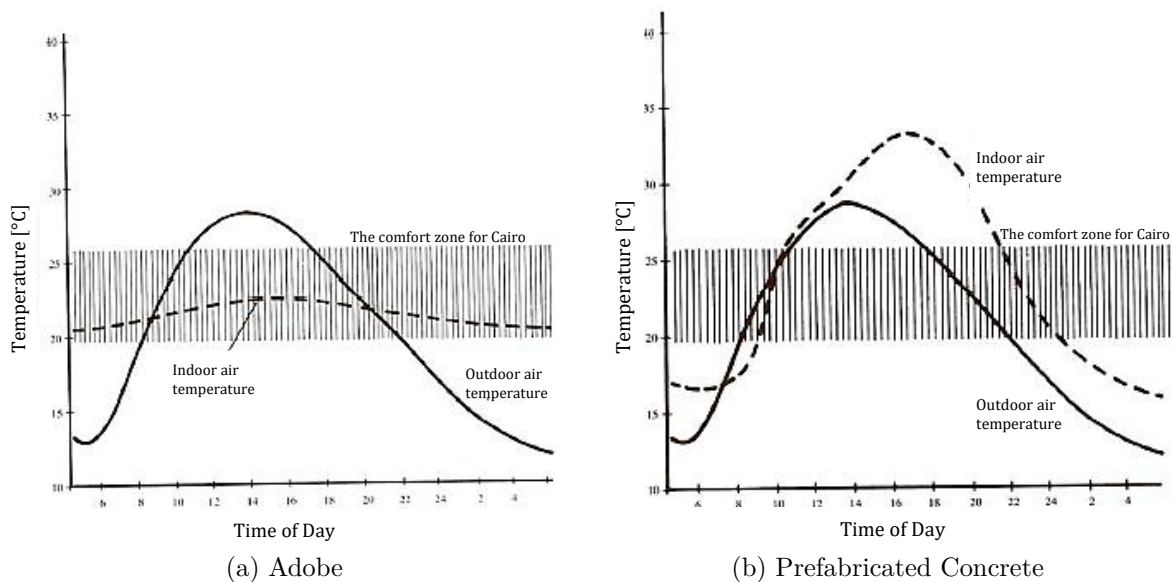 40
35
30
25
20
15
10
Temperature [°C]
The comfort zone for Cairo
Indoor air
temperature
Outdoor air
temperature
6 8 10 12 14 16 18 20 22 24 2 4
Time of Day
(a) Adobe
40
35
30
25
20
15
10
Temperature [°C]
Indoor air
temperature
The comfort zone for Cairo
Outdoor air
temperature
6 8 10 12 14 16 18 20 22 24 2 4
Time of Day
(b) Prefabricated Concrete